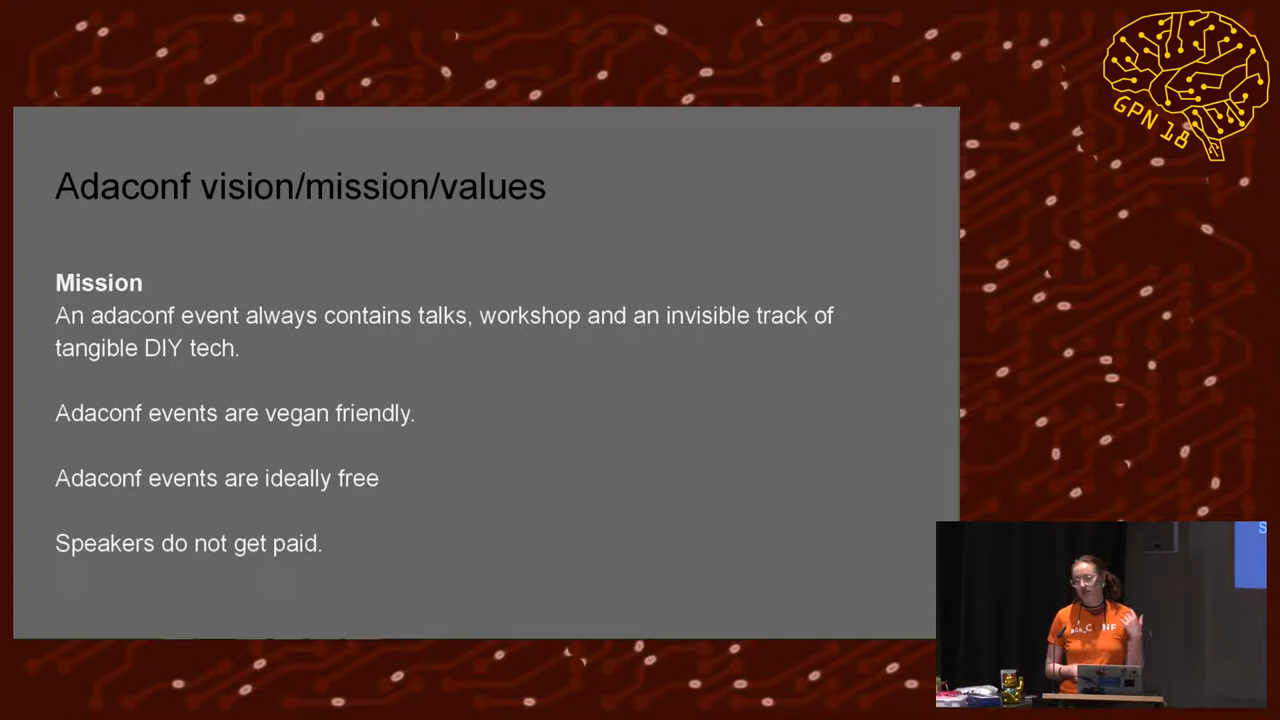 GPN 18
Adaconf vision/mission/values
Mission
An adaconf event always contains talks, workshop and an invisible track of
tangible DIY tech.
Adaconf events are vegan friendly.
Adaconf events are ideally free
Speakers do not get paid.
S